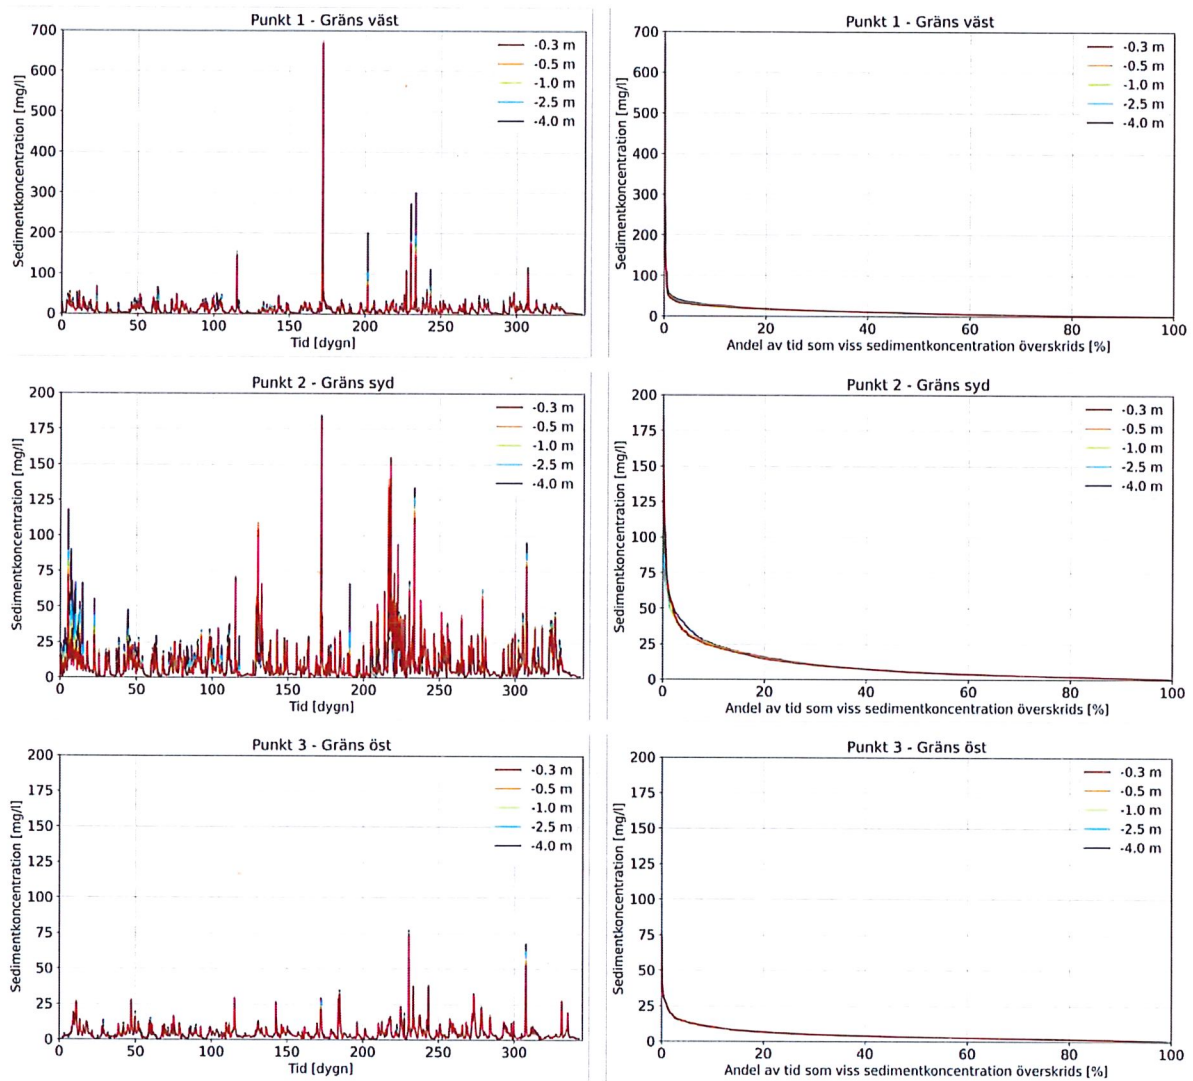 Punkt 1 - Gräns väst
Sedimentkoncentration [mg/l]
700
600
500
400
300
200
100
0
0 50 100 150 200 250 300
Tid [dygn]
-0.3 m
-0.5 m
-1.0 m
-2.5 m
-4.0 m
Punkt 1 - Gräns väst
Sedimentkoncentration [mg/l]
700
600
500
400
300
200
100
0
0 20 40 60 80 100
Andel av tid som viss sedimentkoncentration överskrids [%]
-0.3 m
-0.5 m
-1.0 m
-2.5 m
-4.0 m
Punkt 2 - Gräns syd
Sedimentkoncentration [mg/l]
200
175
150
125
100
75
50
25
0
0 50 100 150 200 250 300
Tid [dygn]
-0.3 m
-0.5 m
-1.0 m
-2.5 m
-4.0 m
Punkt 2 - Gräns syd
Sedimentkoncentration [mg/l]
200
175
150
125
100
75
50
25
0
0 20 40 60 80 100
Andel av tid som viss sedimentkoncentration överskrids [%]
-0.3 m
-0.5 m
-1.0 m
-2.5 m
-4.0 m
Punkt 3 - Gräns öst
Sedimentkoncentration [mg/l]
200
175
150
125
100
75
50
25
0
0 50 100 150 200 250 300
Tid [dygn]
-0.3 m
-0.5 m
-1.0 m
-2.5 m
-4.0 m
Punkt 3 - Gräns öst
Sedimentkoncentration [mg/l]
200
175
150
125
100
75
50
25
0
0 20 40 60 80 100
Andel av tid som viss sedimentkoncentration överskrids [%]
-0.3 m
-0.5 m
-1.0 m
-2.5 m
-4.0 m